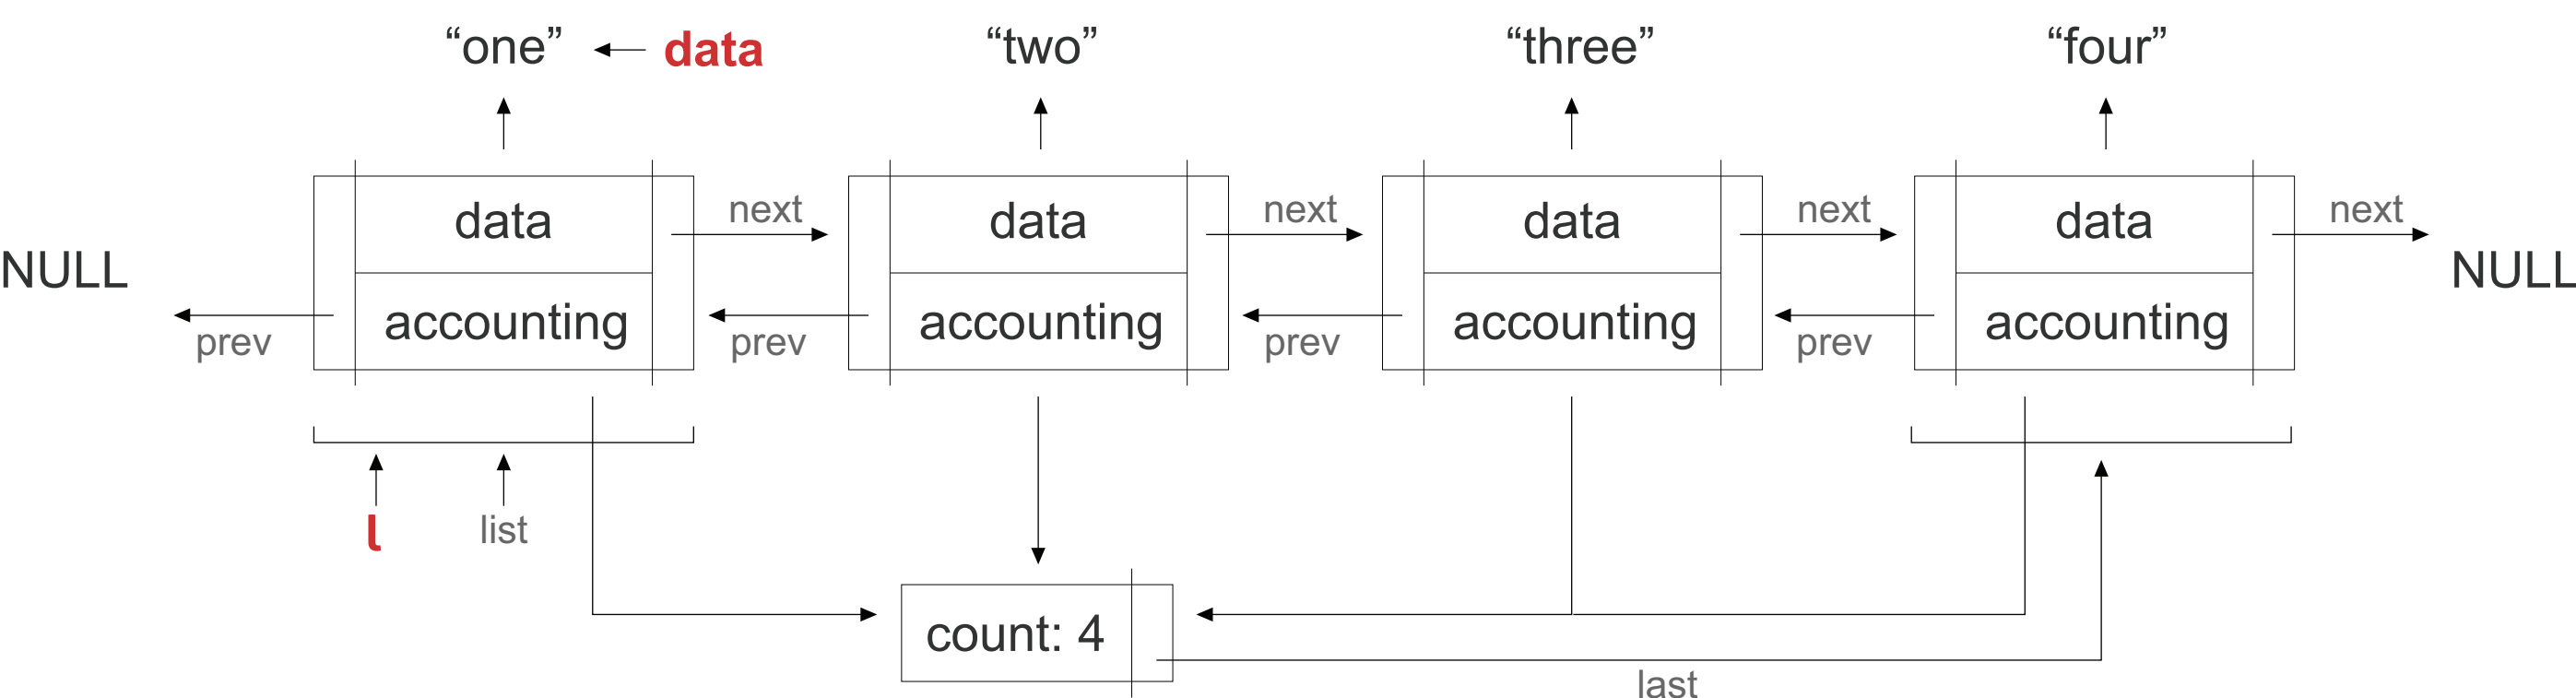 “one” data “two” “three” “four”
data next data next data next data next
NULL NULL
prev accounting prev accounting prev accounting prev accounting
l list
count: 4
last